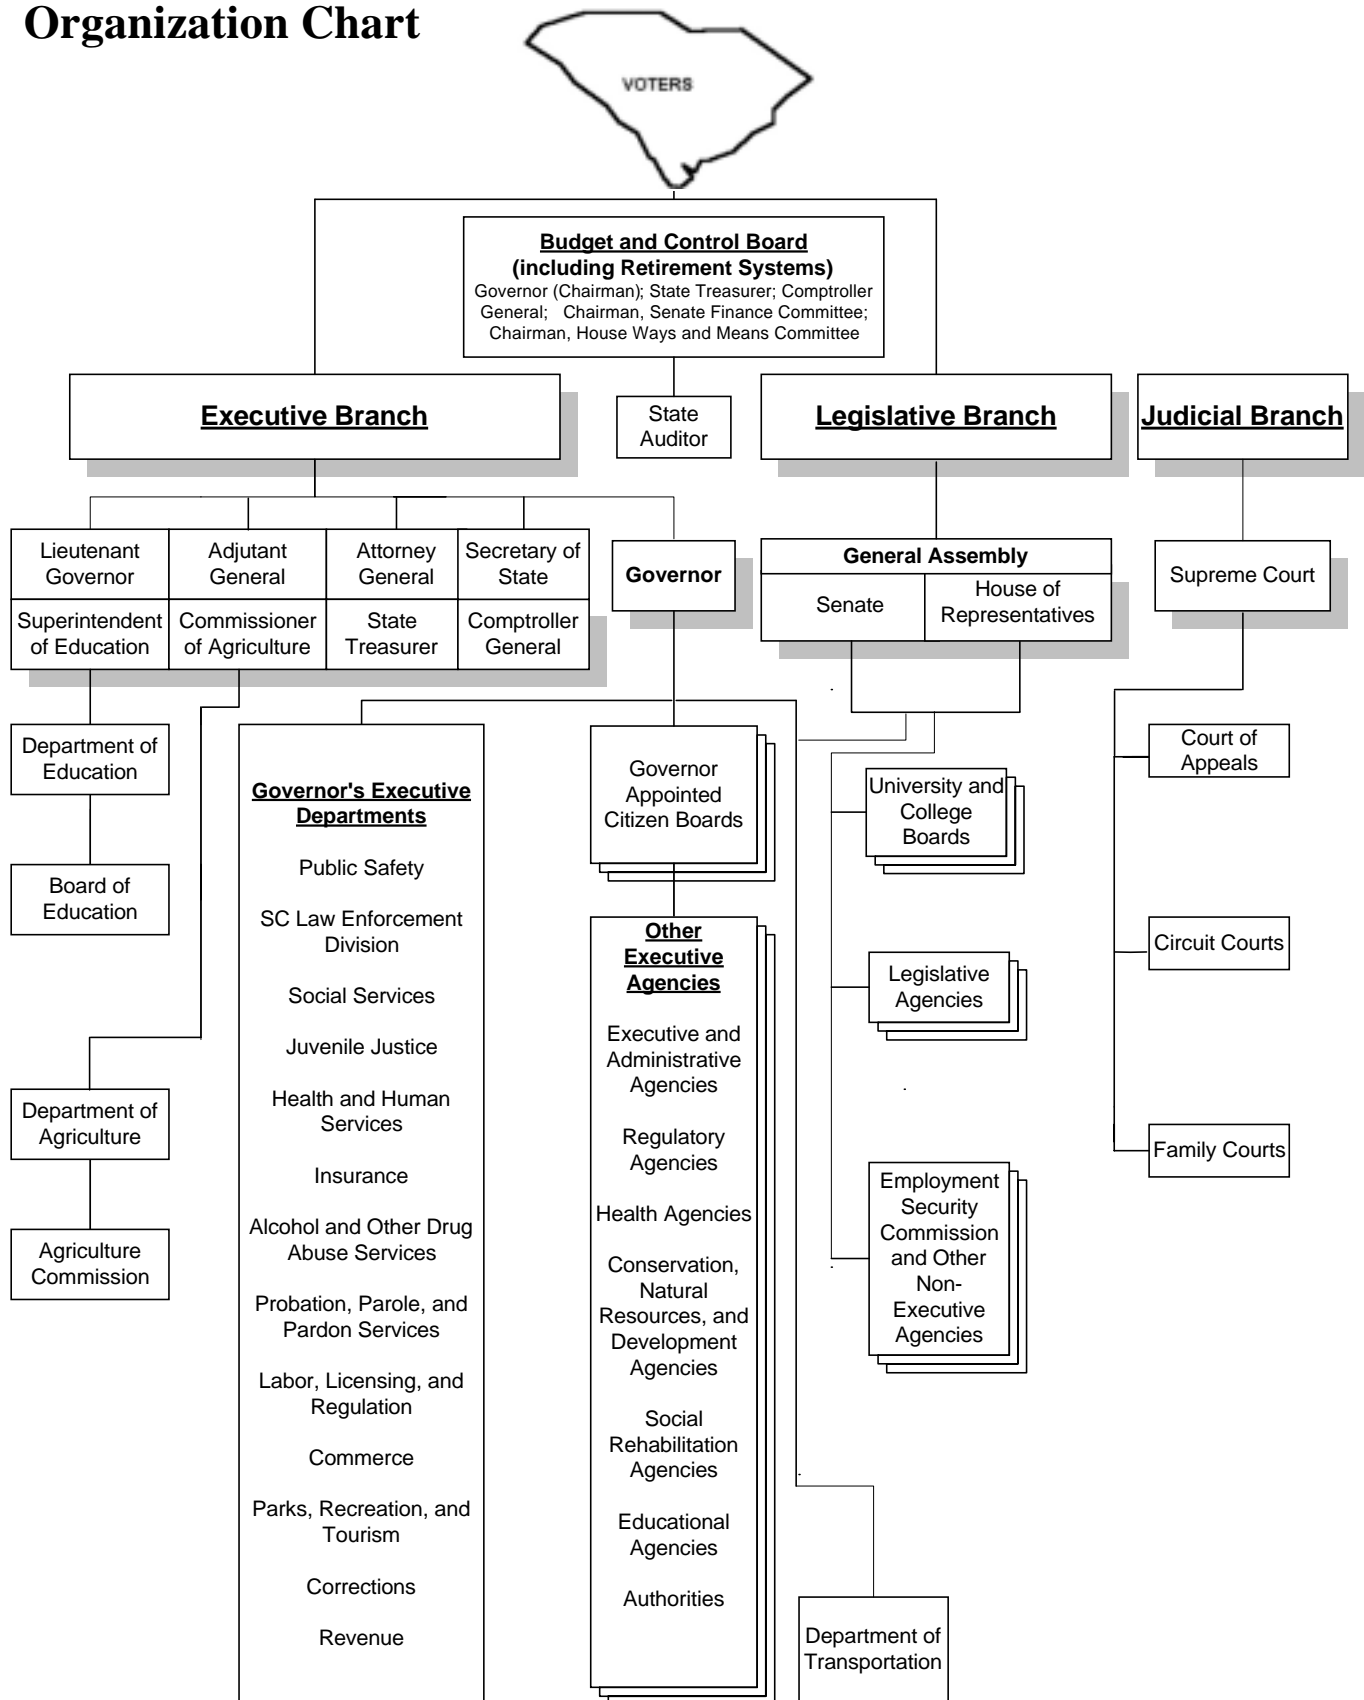 Organization Chart
VOTERS
Budget and Control Board
(including Retirement Systems)
Governor (Chairman); State Treasurer; Comptroller
General; Chairman, Senate Finance Committee;
Chairman, House Ways and Means Committee
Executive Branch
State
Auditor
Legislative Branch
Judicial Branch
Lieutenant
Governor
Adjutant
General
Attorney
General
Secretary of
State
Superintendent
of Education
Commissioner
of Agriculture
State
Treasurer
Comptroller
General
Governor
General Assembly
Senate
House of
Representatives
Supreme Court
Department of
Education
Board of
Education
Department of
Agriculture
Agriculture
Commission
Governor's Executive
Departments
Public Safety
SC Law Enforcement
Division
Social Services
Juvenile Justice
Health and Human
Services
Insurance
Alcohol and Other Drug
Abuse Services
Probation, Parole, and
Pardon Services
Labor, Licensing, and
Regulation
Commerce
Parks, Recreation, and
Tourism
Corrections
Revenue
Governor
Appointed
Citizen Boards
Other
Executive
Agencies
Executive and
Administrative
Agencies
Regulatory
Agencies
Health Agencies
Conservation,
Natural
Resources, and
Development
Agencies
Social
Rehabilitation
Agencies
Educational
Agencies
Authorities
Department of
Transportation
University and
College
Boards
Legislative
Agencies
Employment
Security
Commission
and Other
Non-
Executive
Agencies
Court of
Appeals
Circuit Courts
Family Courts